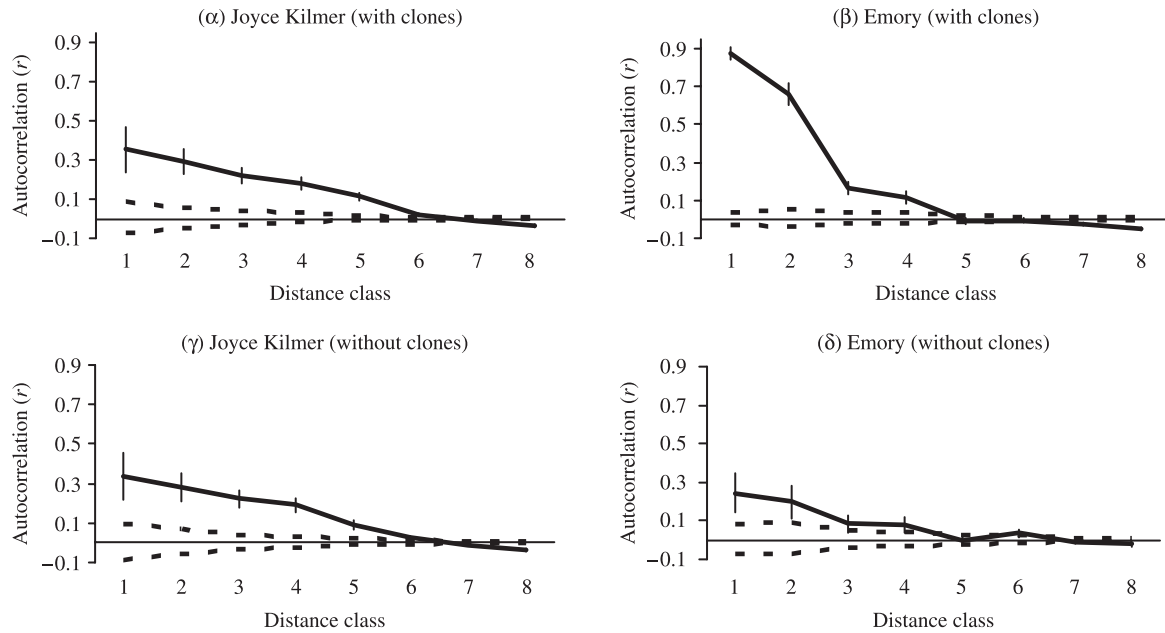 (α) Joyce Kilmer (with clones)
0.9
0.7
0.5
0.3
0.1
−0.1
Autocorrelation (r)
1 2 3 4 5 6 7 8
Distance class
(β) Emory (with clones)
0.9
0.7
0.5
0.3
0.1
−0.1
Autocorrelation (r)
1 2 3 4 5 6 7 8
Distance class
(γ) Joyce Kilmer (without clones)
0.9
0.7
0.5
0.3
0.1
−0.1
Autocorrelation (r)
1 2 3 4 5 6 7 8
Distance class
(δ) Emory (without clones)
0.9
0.7
0.5
0.3
0.1
−0.1
Autocorrelation (r)
1 2 3 4 5 6 7 8
Distance class